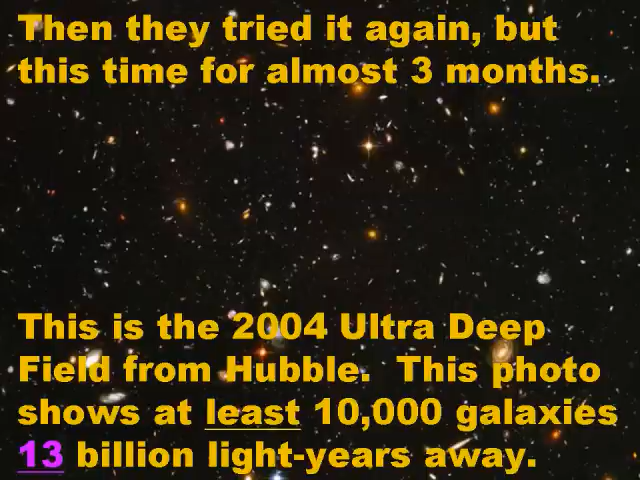 Then they tried it again, but
this time for almost 3 months.
This is the 2004 Ultra Deep
Field from Hubble.  This photo
shows at least 10,000 galaxies
13 billion light-years away.